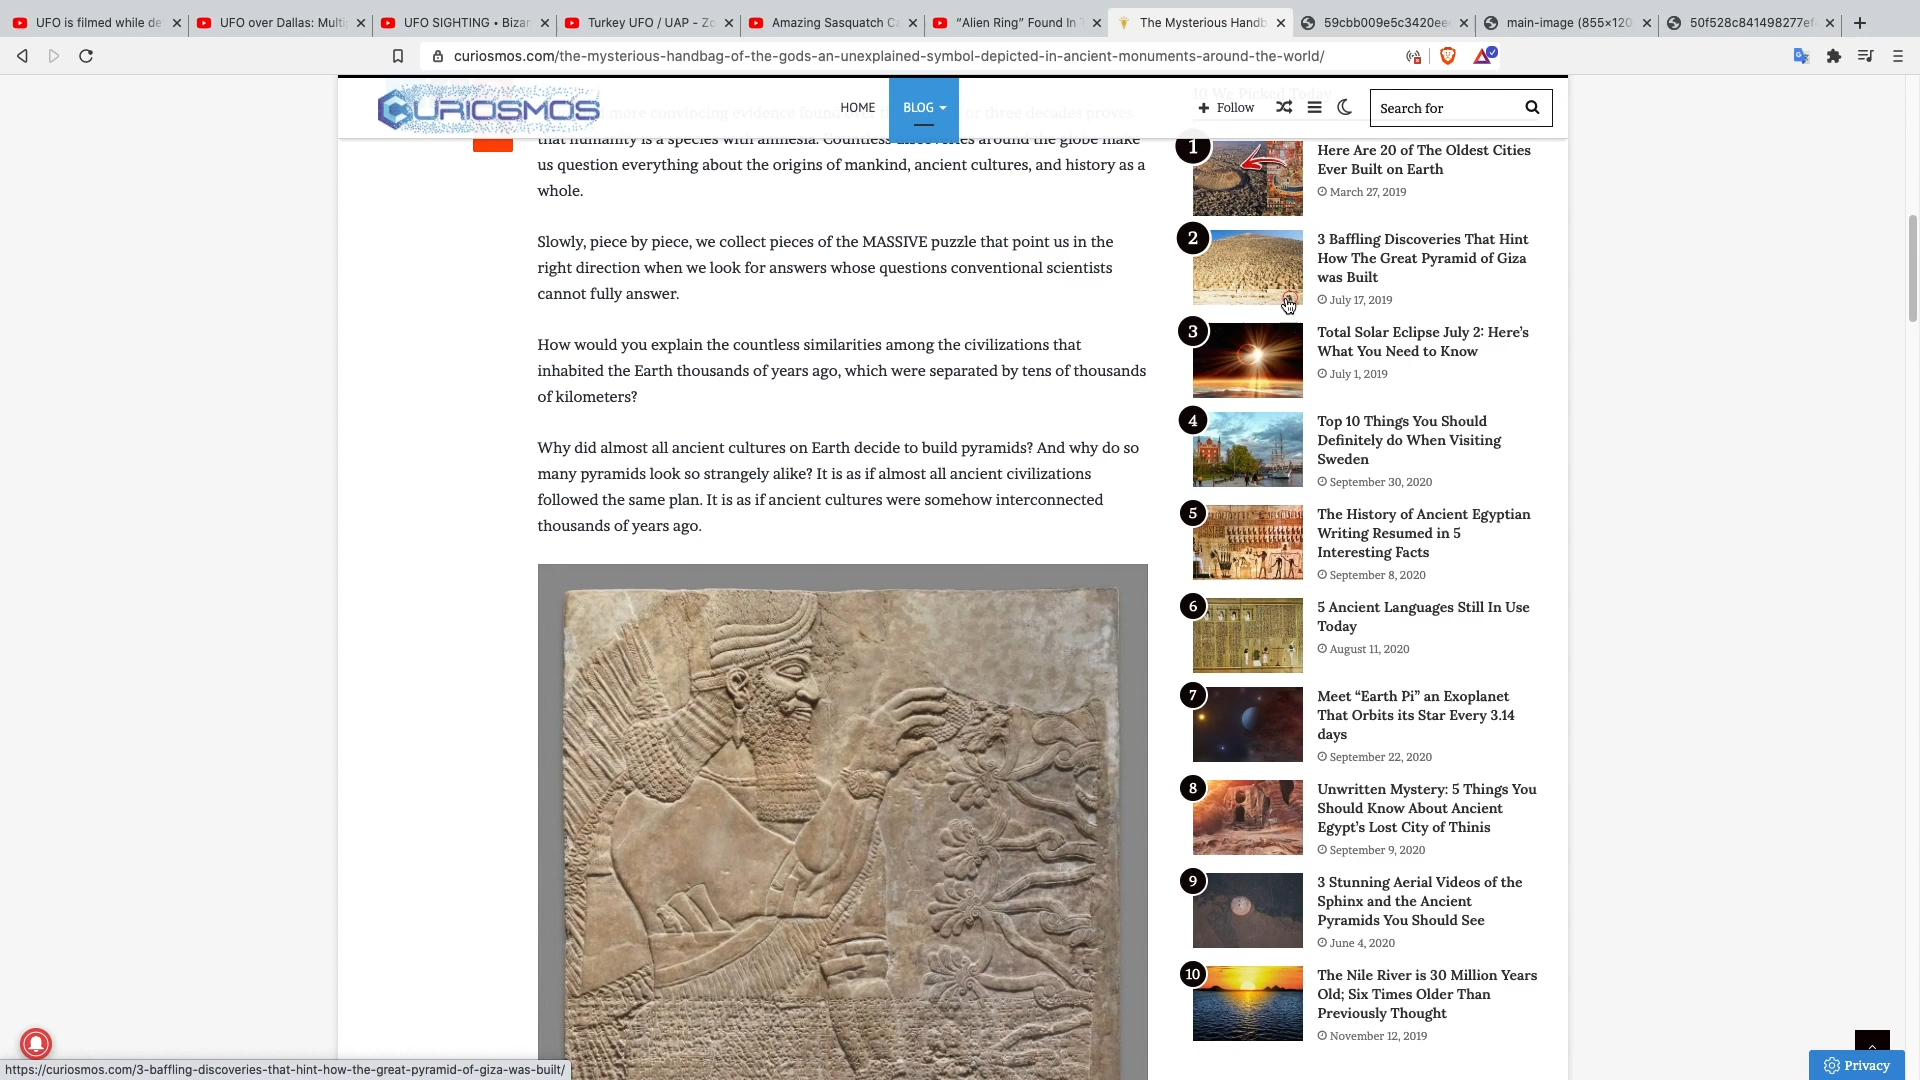 UFO is filmed while de
UFO over Dallas: Multi
UFO SIGHTING • Bizar
Turkey UFO / UAP - Zo
Amazing Sasquatch Ca
“Alien Ring” Found In T
The Mysterious Handb
59cbb009e5c3420ee
main-image (855×120
50f528c841498277ef
curiosmos.com/the-mysterious-handbag-of-the-gods-an-unexplained-symbol-depicted-in-ancient-monuments-around-the-world/
CURIOSMOS
HOME
BLOG
10 We Picked Today
Follow
Search for
more convincing evidence found over three decades proves
that humanity is a species with amnesia. Countless discoveries around the globe make
us question everything about the origins of mankind, ancient cultures, and history as a
whole.
Slowly, piece by piece, we collect pieces of the MASSIVE puzzle that point us in the
right direction when we look for answers whose questions conventional scientists
cannot fully answer.
How would you explain the countless similarities among the civilizations that
inhabited the Earth thousands of years ago, which were separated by tens of thousands
of kilometers?
Why did almost all ancient cultures on Earth decide to build pyramids? And why do so
many pyramids look so strangely alike? It is as if almost all ancient civilizations
followed the same plan. It is as if ancient cultures were somehow interconnected
thousands of years ago.
1
Here Are 20 of The Oldest Cities
Ever Built on Earth
March 27, 2019
2
3 Baffling Discoveries That Hint
How The Great Pyramid of Giza
was Built
July 17, 2019
3
Total Solar Eclipse July 2: Here’s
What You Need to Know
July 1, 2019
4
Top 10 Things You Should
Definitely do When Visiting
Sweden
September 30, 2020
5
The History of Ancient Egyptian
Writing Resumed in 5
Interesting Facts
September 8, 2020
6
5 Ancient Languages Still In Use
Today
August 11, 2020
7
Meet “Earth Pi” an Exoplanet
That Orbits its Star Every 3.14
days
September 22, 2020
8
Unwritten Mystery: 5 Things You
Should Know About Ancient
Egypt’s Lost City of Thinis
September 9, 2020
9
3 Stunning Aerial Videos of the
Sphinx and the Ancient
Pyramids You Should See
June 4, 2020
10
The Nile River is 30 Million Years
Old; Six Times Older Than
Previously Thought
November 12, 2019
https://curiosmos.com/3-baffling-discoveries-that-hint-how-the-great-pyramid-of-giza-was-built/
Privacy